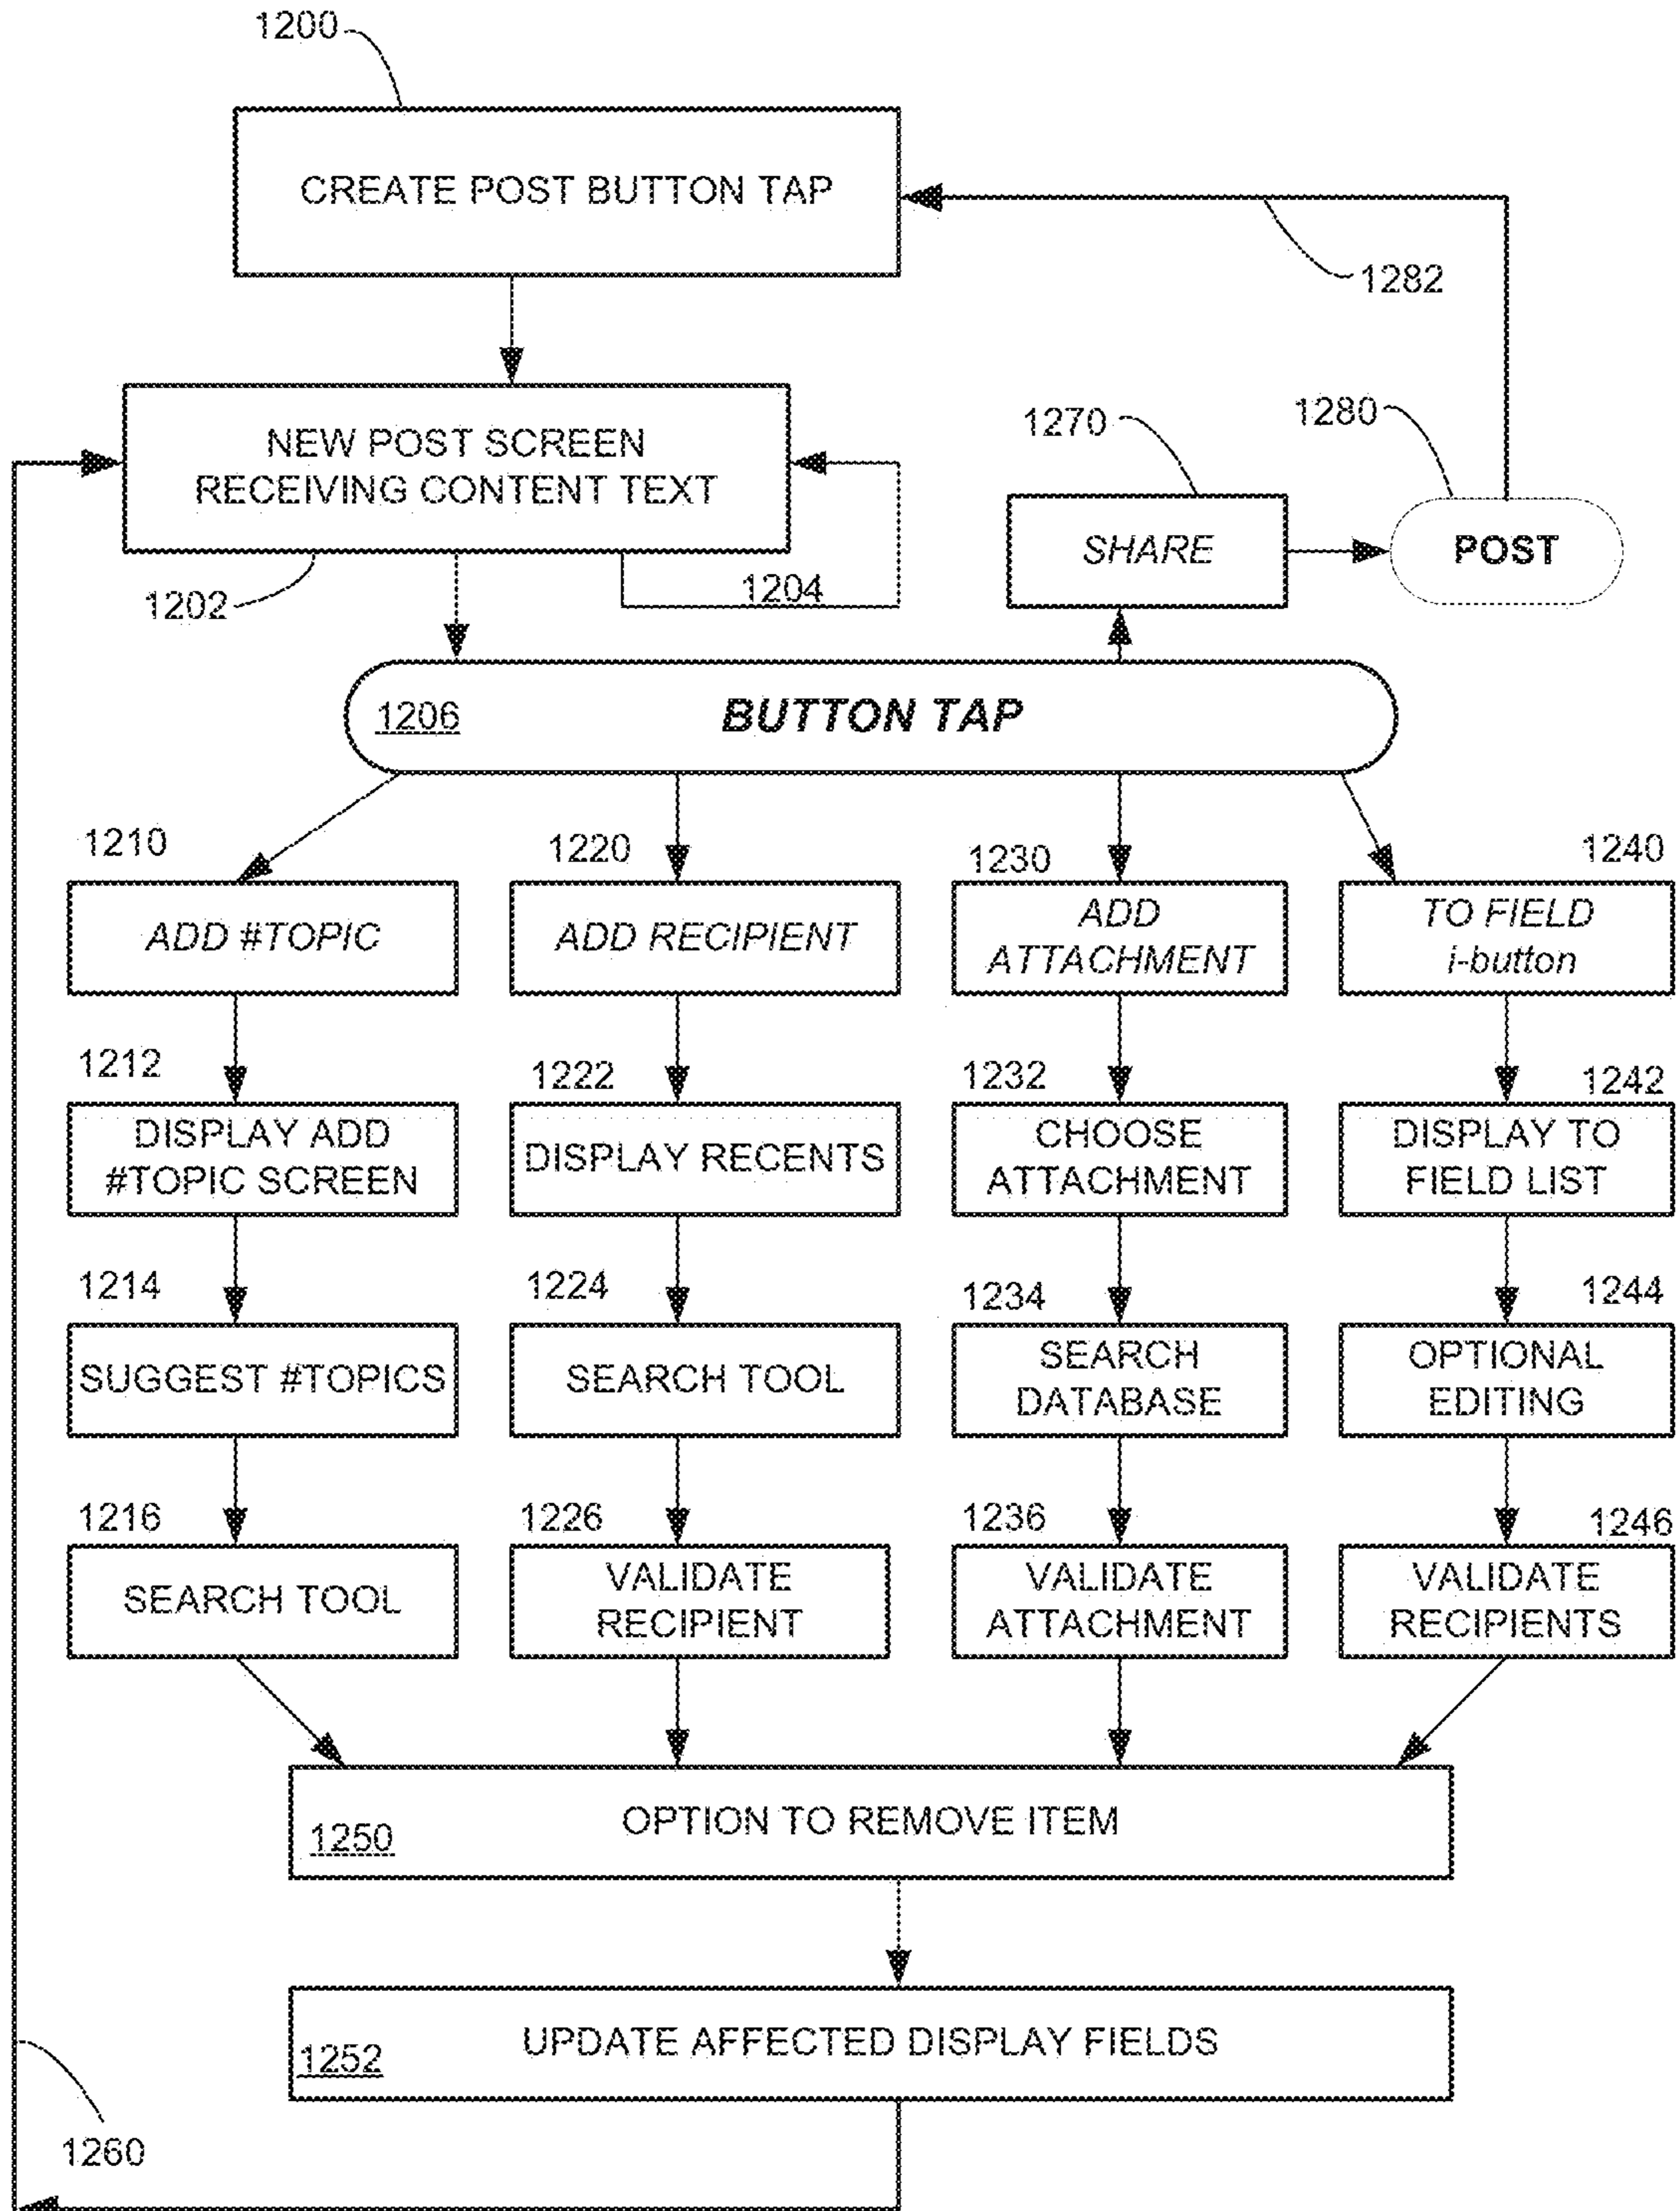 1200
CREATE POST BUTTON TAP
1282
NEW POST SCREEN
RECEIVING CONTENT TEXT
1202
1204
1270
SHARE
1280
POST
1206
BUTTON TAP
1210
1220
1230
1240
ADD #TOPIC
ADD RECIPIENT
ADD
ATTACHMENT
TO FIELD
i-button
1212
1222
1232
1242
DISPLAY ADD
#TOPIC SCREEN
DISPLAY RECENTS
CHOOSE
ATTACHMENT
DISPLAY TO
FIELD LIST
1214
1224
1234
1244
SUGGEST #TOPICS
SEARCH TOOL
SEARCH
DATABASE
OPTIONAL
EDITING
1216
1226
1236
1246
SEARCH TOOL
VALIDATE
RECIPIENT
VALIDATE
ATTACHMENT
VALIDATE
RECIPIENTS
1250
OPTION TO REMOVE ITEM
1252
UPDATE AFFECTED DISPLAY FIELDS
1260